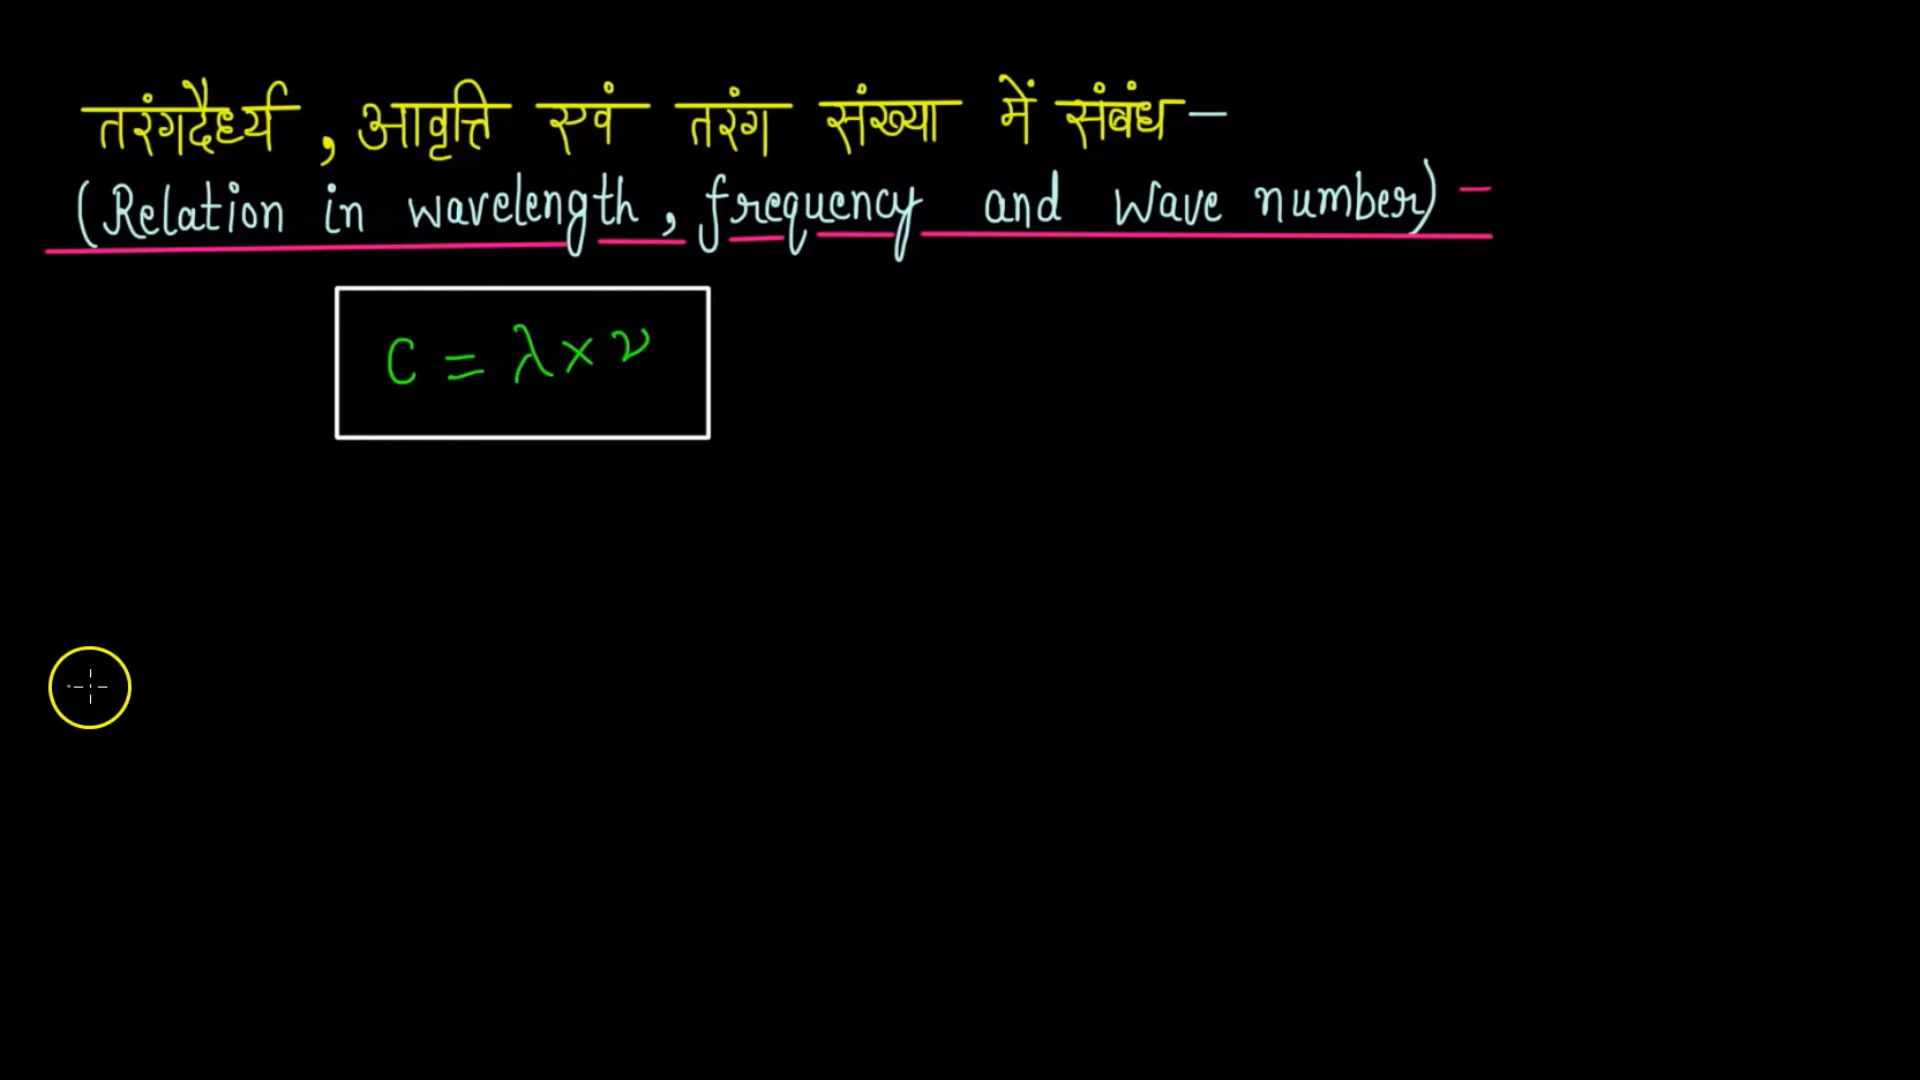 तरंगदैर्ध्य, आवृत्ति एवं तरंग संख्या में संबंध-
(Relation in wavelength, frequency and Wave number)-
C = λ × ν